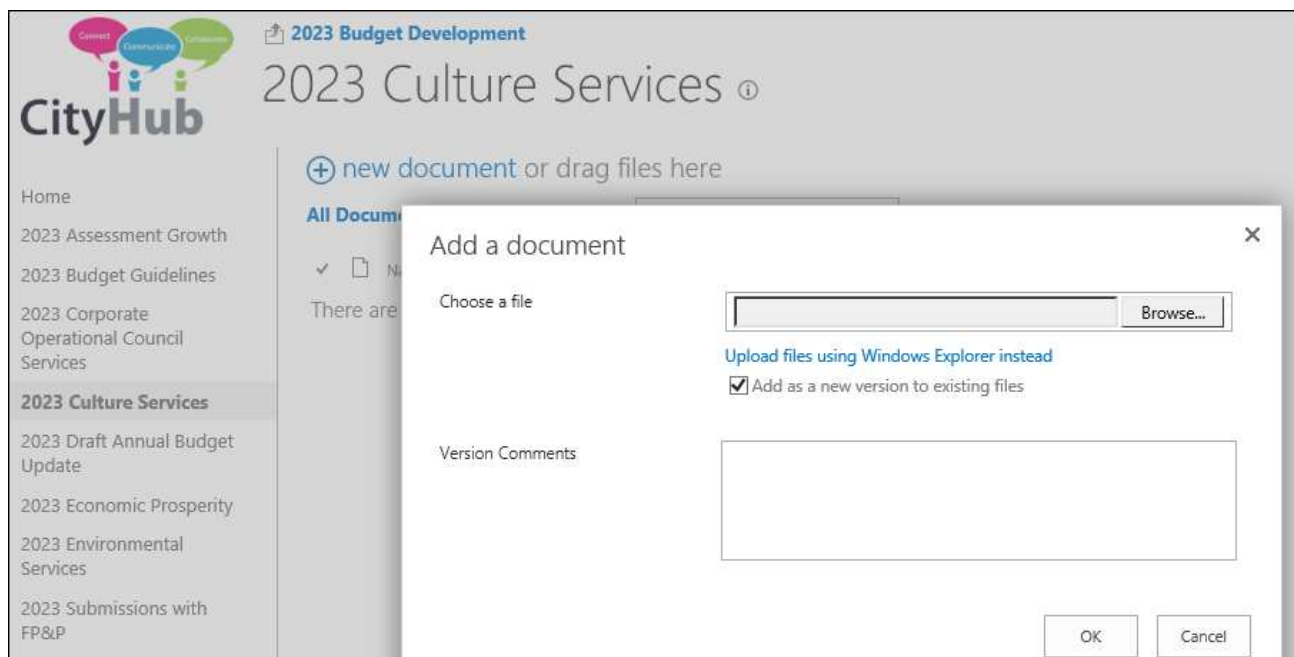 Connect
Communicate
CityHub
2023 Budget Development
2023 Culture Services
new document or drag files here
Home
2023 Assessment Growth
2023 Budget Guidelines
2023 Corporate
Operational Council
Services
2023 Culture Services
2023 Draft Annual Budget
Update
2023 Economic Prosperity
2023 Environmental
Services
2023 Submissions with
FP&P
All Docum
There are
Add a document
Choose a file
Browse...
Upload files using Windows Explorer instead
Add as a new version to existing files
Version Comments
OK
Cancel